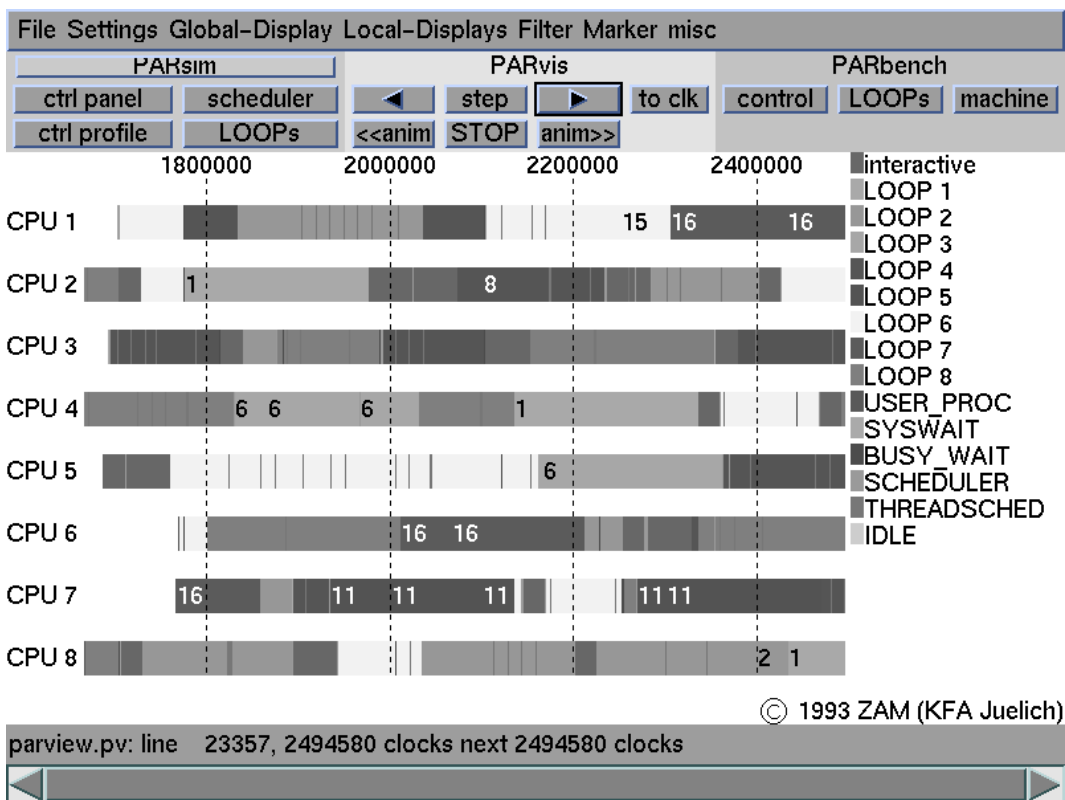 File Settings Global-Display Local-Displays Filter Marker misc
PARsim PARvis PARbench
ctrl panel scheduler step to clk control LOOPs machine
ctrl profile LOOPs <<anim STOP anim>>
1800000 2000000 2200000 2400000
interactive
LOOP 1
LOOP 2
LOOP 3
LOOP 4
LOOP 5
LOOP 6
LOOP 7
LOOP 8
USER_PROC
SYSWAIT
BUSY_WAIT
SCHEDULER
THREADSCHED
IDLE
CPU 1 15 16 16
CPU 2 1 8
CPU 3
CPU 4 6 6 6 1
CPU 5 6
CPU 6 16 16
CPU 7 16 11 11 11 11 11
CPU 8 2 1
© 1993 ZAM (KFA Juelich)
parview.pv: line 23357, 2494580 clocks next 2494580 clocks